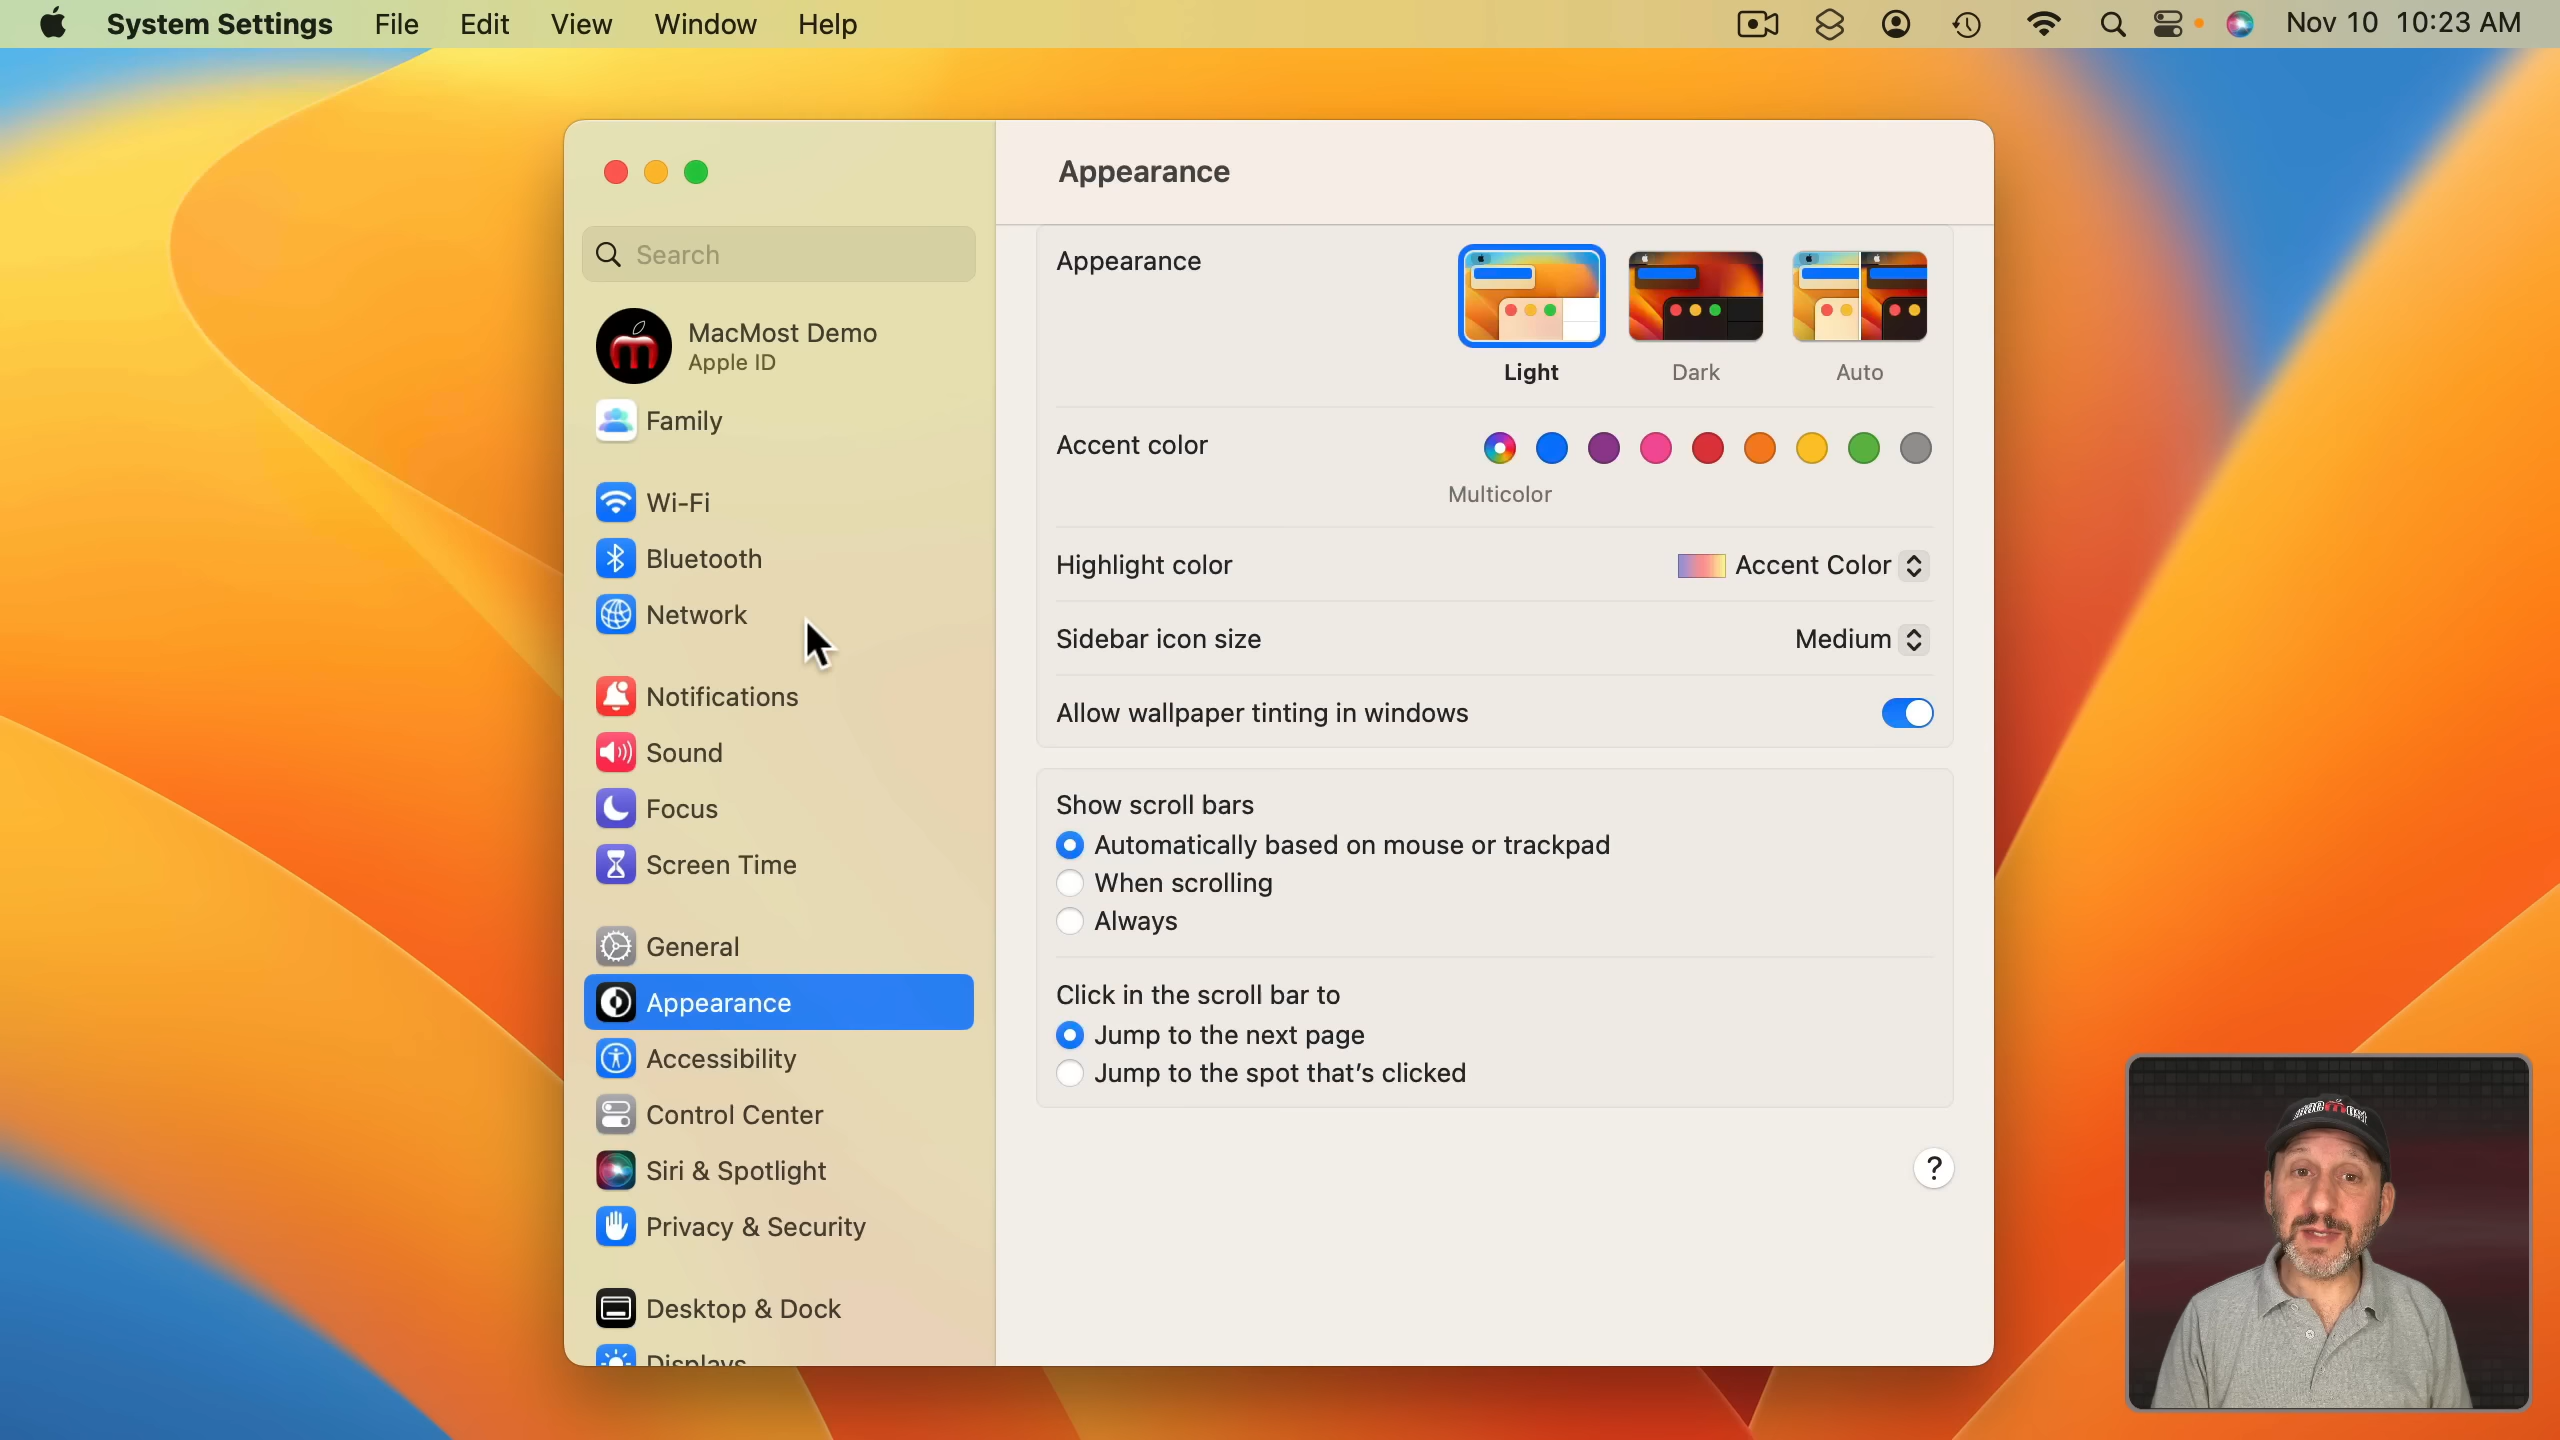 System Settings File Edit View Window Help Nov 10 10:23 AM
Appearance
Search
MacMost Demo
Apple ID
Family
Wi-Fi
Bluetooth
Network
Notifications
Sound
Focus
Screen Time
General
Appearance
Accessibility
Control Center
Siri & Spotlight
Privacy & Security
Desktop & Dock
Displays
Appearance
Light Dark Auto
Accent color
Multicolor
Highlight color Accent Color
Sidebar icon size Medium
Allow wallpaper tinting in windows
Show scroll bars
Automatically based on mouse or trackpad
When scrolling
Always
Click in the scroll bar to
Jump to the next page
Jump to the spot that's clicked
?
macmost